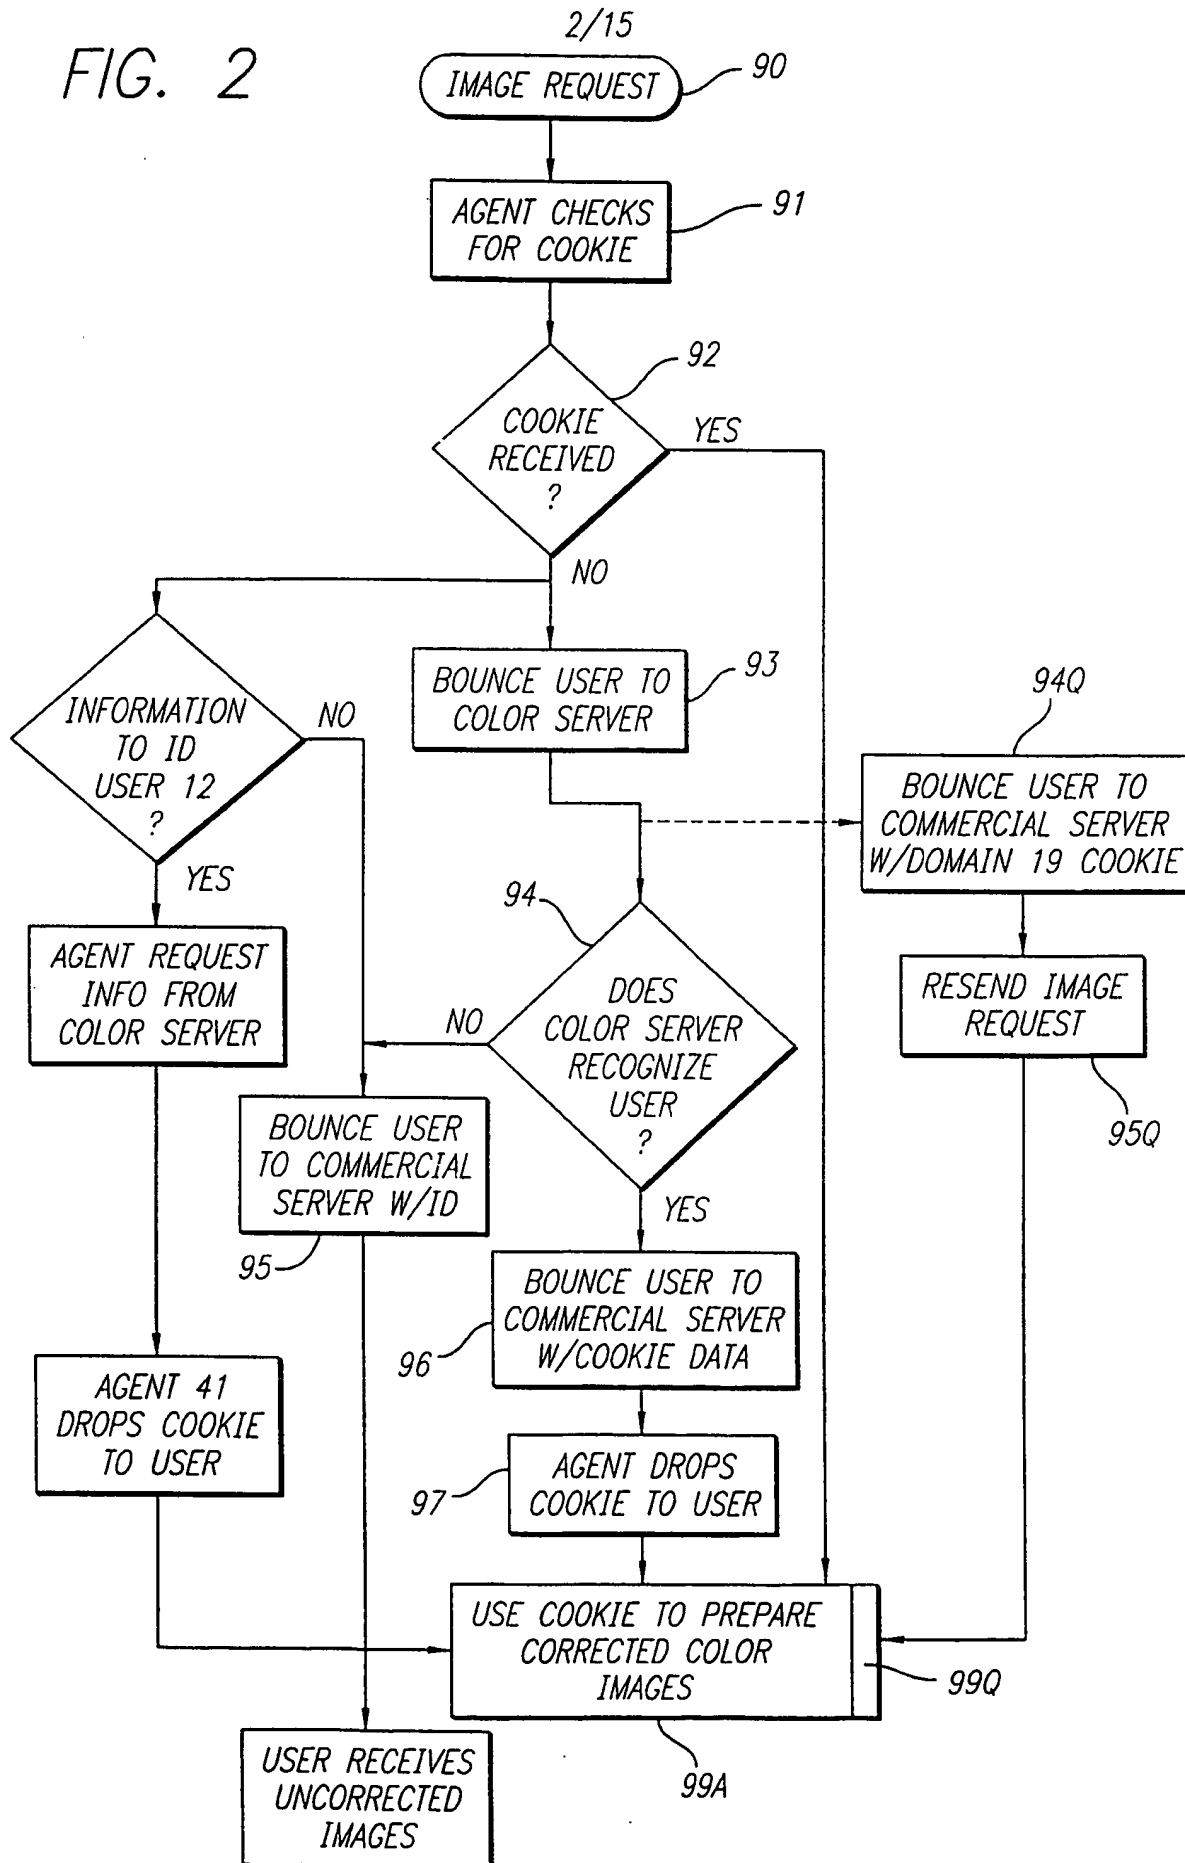 2/15
FIG. 2
IMAGE REQUEST
90
AGENT CHECKS
FOR COOKIE
91
92
COOKIE
RECEIVED
?
YES
NO
INFORMATION
TO ID
USER 12
?
NO
YES
BOUNCE USER TO
COLOR SERVER
93
94Q
BOUNCE USER TO
COMMERCIAL SERVER
W/DOMAIN 19 COOKIE
AGENT REQUEST
INFO FROM
COLOR SERVER
94
DOES
COLOR SERVER
RECOGNIZE
USER
?
NO
YES
RESEND IMAGE
REQUEST
95Q
BOUNCE USER
TO COMMERCIAL
SERVER W/ID
95
BOUNCE USER TO
COMMERCIAL SERVER
W/COOKIE DATA
96
AGENT 41
DROPS COOKIE
TO USER
AGENT DROPS
COOKIE TO USER
97
USE COOKIE TO PREPARE
CORRECTED COLOR
IMAGES
99Q
99A
USER RECEIVES
UNCORRECTED
IMAGES